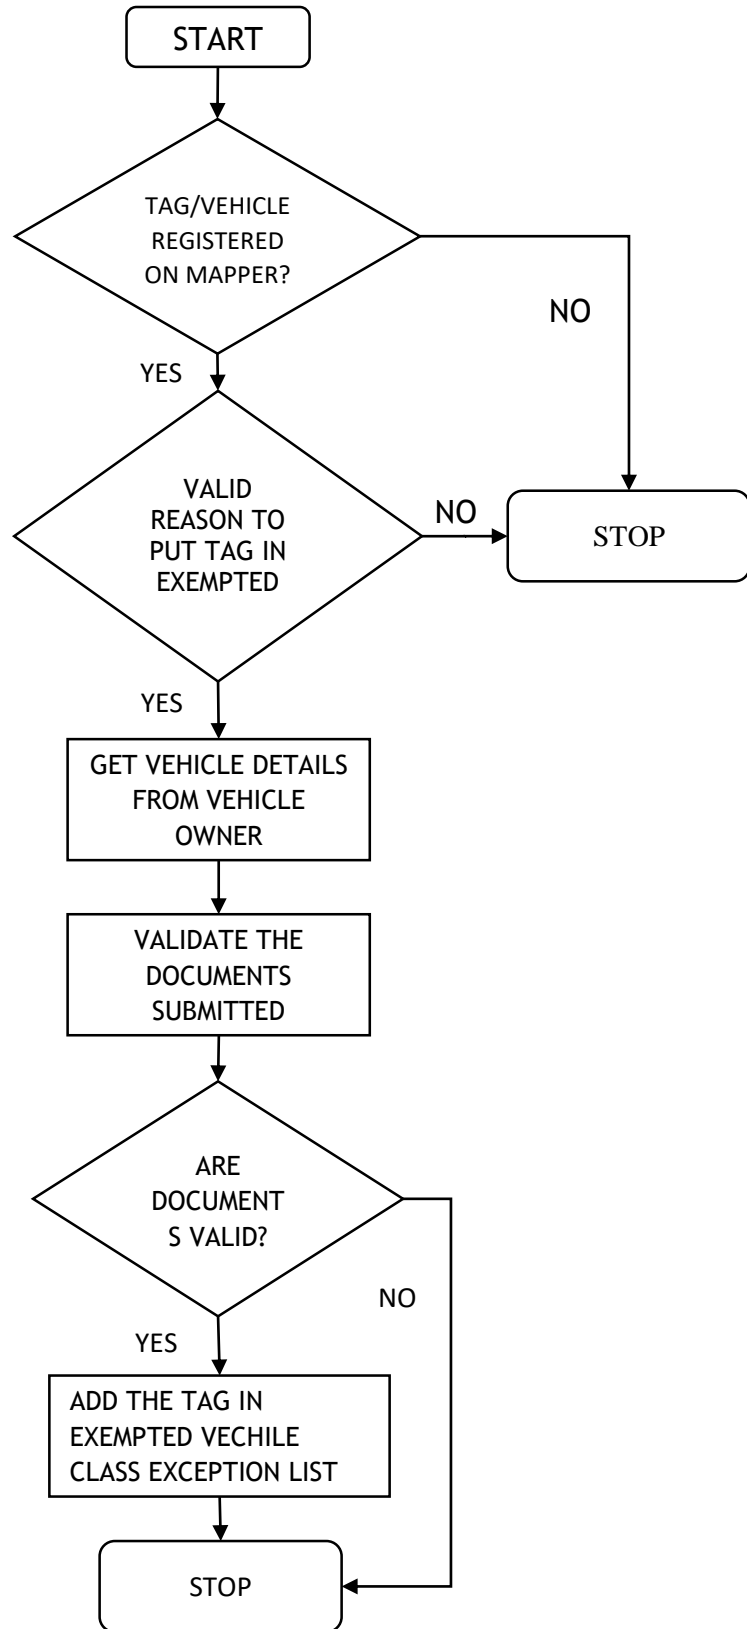 START
TAG/VEHICLE
REGISTERED
ON MAPPER?
NO
YES
VALID
REASON TO
PUT TAG IN
EXEMPTED
NO
STOP
YES
GET VEHICLE DETAILS
FROM VEHICLE
OWNER
VALIDATE THE
DOCUMENTS
SUBMITTED
ARE
DOCUMENT
S VALID?
NO
YES
ADD THE TAG IN
EXEMPTED VECHILE
CLASS EXCEPTION LIST
STOP